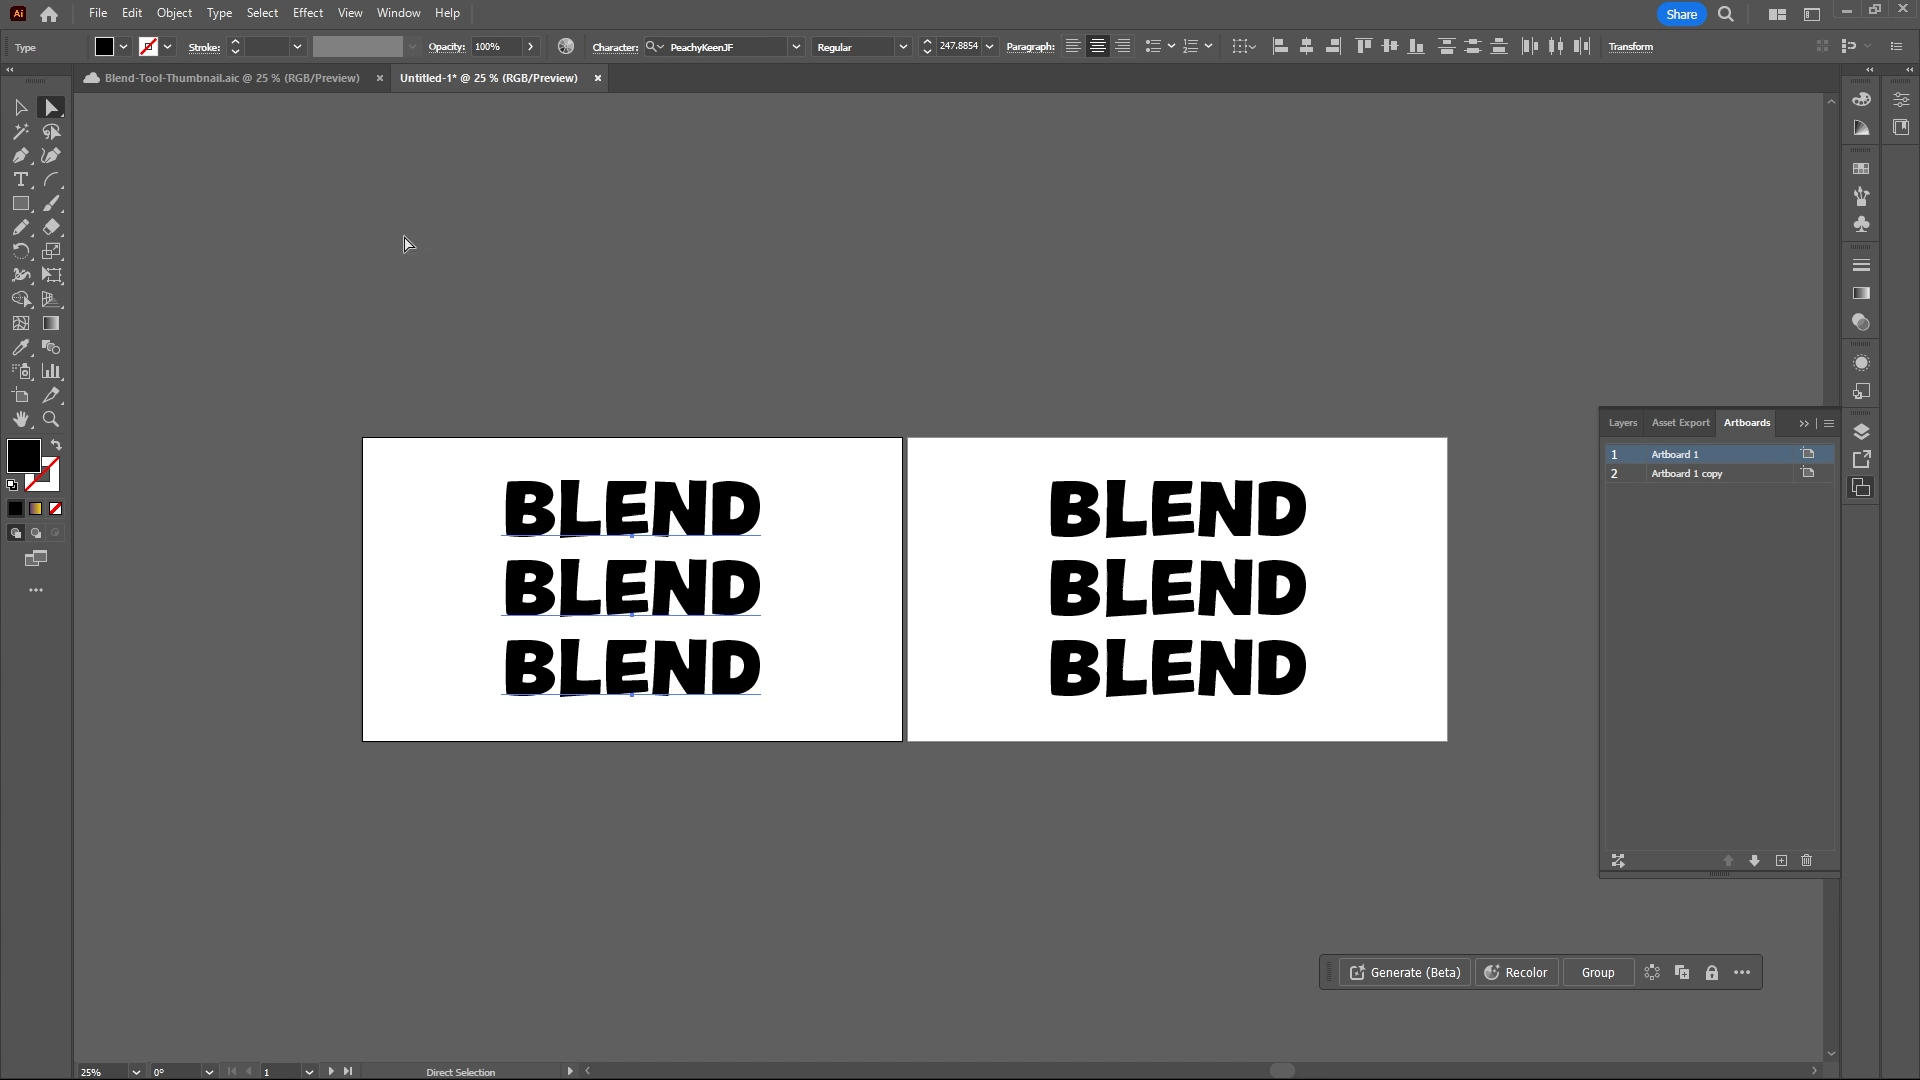 Ai File Edit Object Type Select Effect View Window Help Share
Type Stroke: Opacity: 100% Character: PeachyKeenJF Regular 247.8854 Paragraph: Transform
Blend-Tool-Thumbnail.aic @ 25 % (RGB/Preview) × Untitled-1* @ 25 % (RGB/Preview) ×
Layers Asset Export Artboards
1 Artboard 1
2 Artboard 1 copy
BLEND
BLEND
BLEND
BLEND
BLEND
BLEND
Generate (Beta) Recolor Group
25% 0° 1 Direct Selection